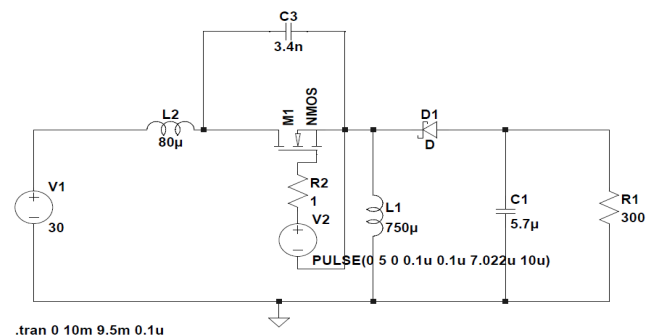 C3
3.4n
M1
NMOS
L2
80µ
D1
D
V1
30
R2
1
V2
L1
750µ
C1
5.7µ
R1
300
PULSE(0 5 0 0.1u 0.1u 7.022u 10u)
.tran 0 10m 9.5m 0.1u